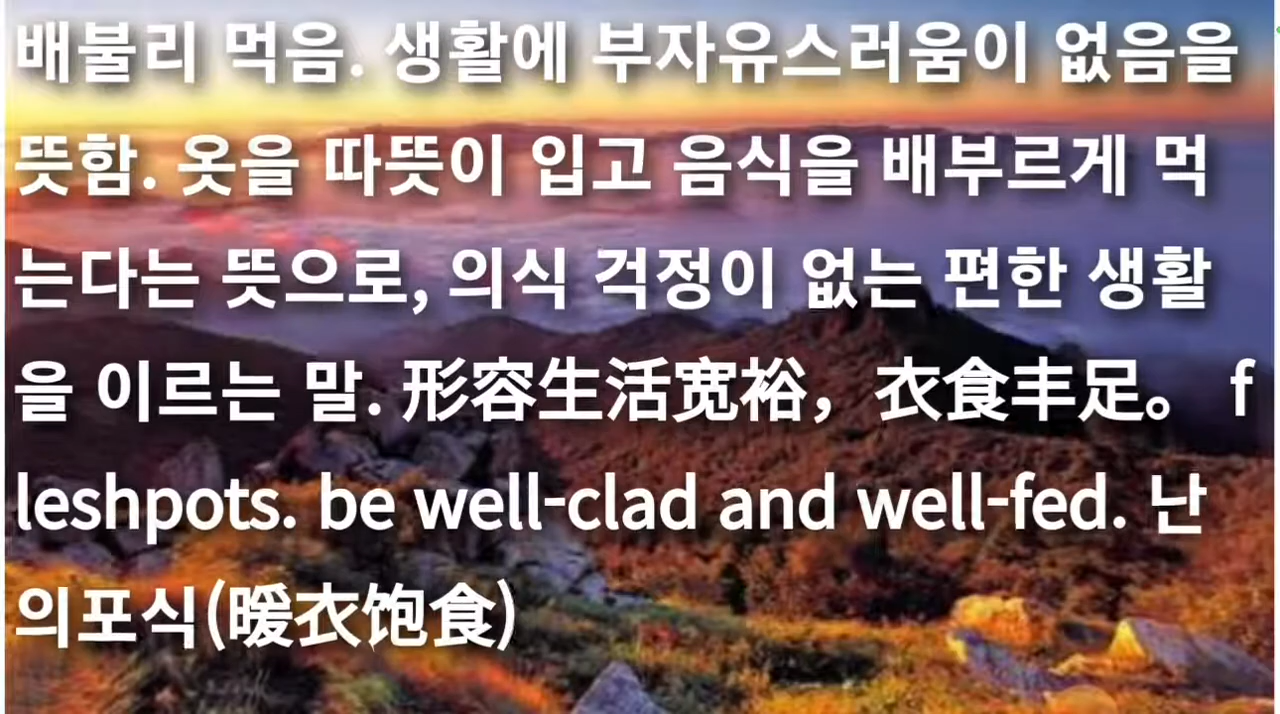 배불리 먹음. 생활에 부자유스러움이 없음을
뜻함. 옷을 따뜻이 입고 음식을 배부르게 먹
는다는 뜻으로, 의식 걱정이 없는 편한 생활
을 이르는 말. 形容生活宽裕，衣食丰足。 f
leshpots. be well-clad and well-fed. 난
의포식(暖衣饱食)